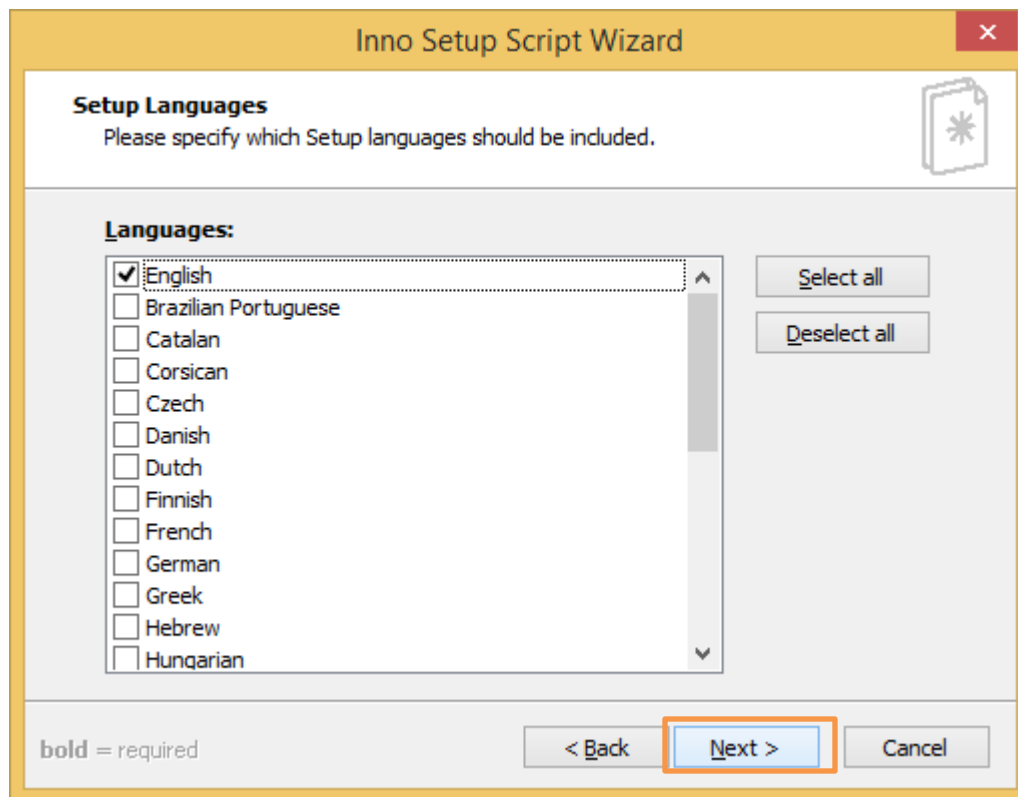 Inno Setup Script Wizard
Setup Languages
Please specify which Setup languages should be included.
Languages:
English
Brazilian Portuguese
Catalan
Corsican
Czech
Danish
Dutch
Finnish
French
German
Greek
Hebrew
Hungarian
Select all
Deselect all
bold = required
< Back
Next >
Cancel